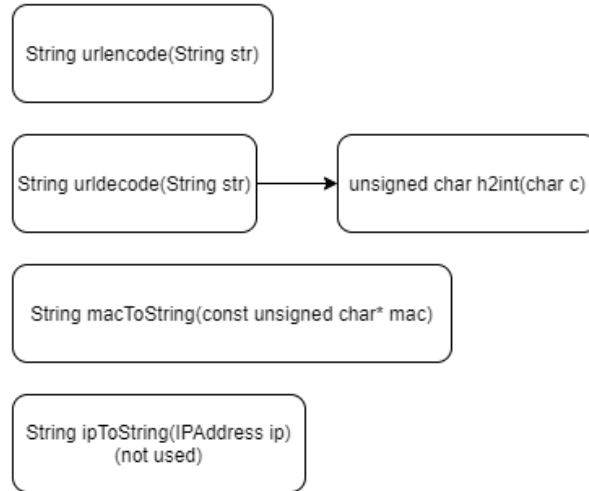 String urlencode(String str)
String urldecode(String str)
unsigned char h2int(char c)
String macToString(const unsigned char* mac)
String ipToString(IPAddress ip)
(not used)